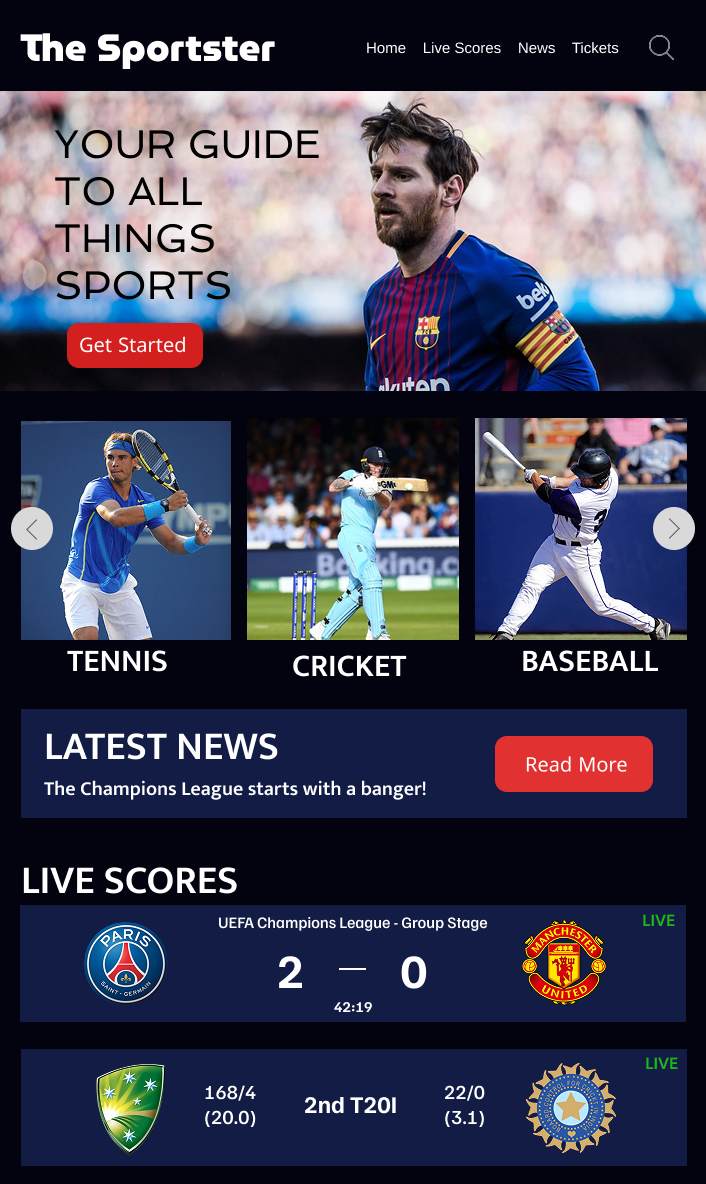 The Sportster
Home Live Scores News Tickets
YOUR GUIDE
TO ALL
THINGS
SPORTS
Get Started
beko
TENNIS
CRICKET
BASEBALL
LATEST NEWS
The Champions League starts with a banger!
Read More
LIVE SCORES
UEFA Champions League - Group Stage
LIVE
PARIS
SAINT-GERMAIN
2 — 0
MANCHESTER
UNITED
42:19
LIVE
168/4
(20.0)
2nd T20I
22/0
(3.1)